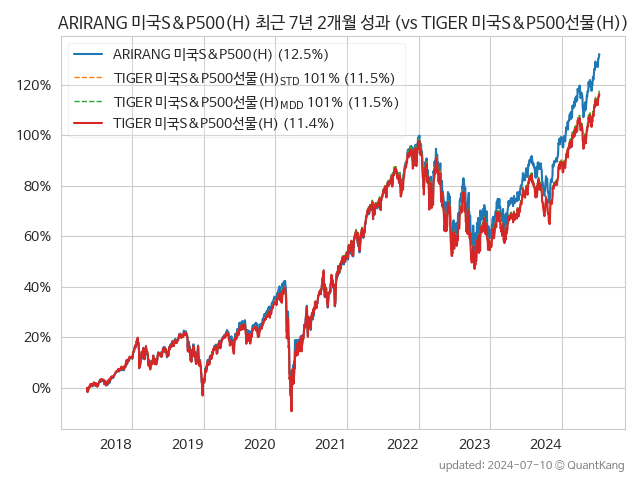 ARIRANG 미국S&P500(H) 최근 7년 2개월 성과 (vs TIGER 미국S&P500선물(H))
ARIRANG 미국S&P500(H) (12.5%)
TIGER 미국S&P500선물(H)STD 101% (11.5%)
TIGER 미국S&P500선물(H)MDD 101% (11.5%)
TIGER 미국S&P500선물(H) (11.4%)
120%
100%
80%
60%
40%
20%
0%
2018 2019 2020 2021 2022 2023 2024
updated: 2024-07-10 © QuantKang